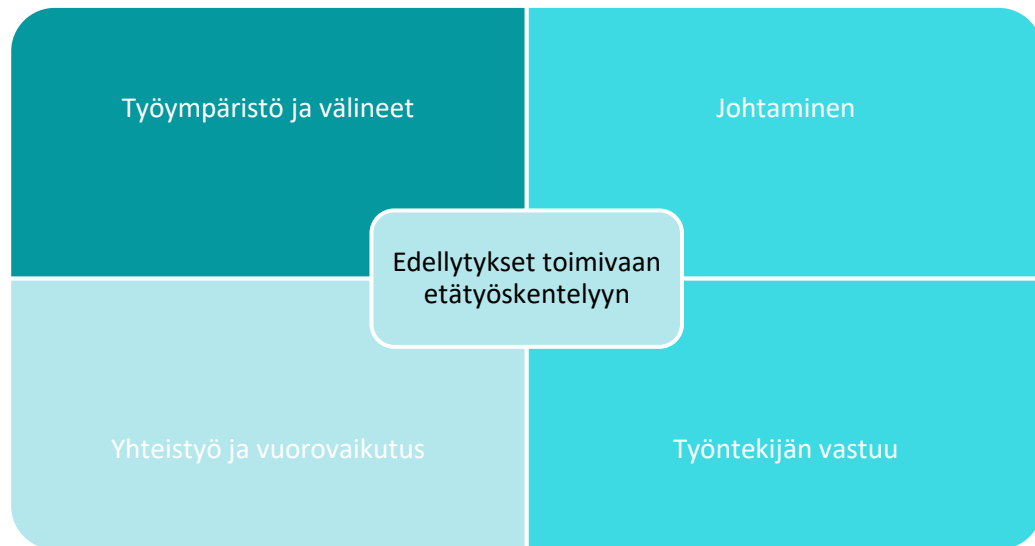 Työympäristö ja välineet
Johtaminen
Edellytykset toimivaan
etätyöskentelyyn
Yhteistyö ja vuorovaikutus
Työntekijän vastuu